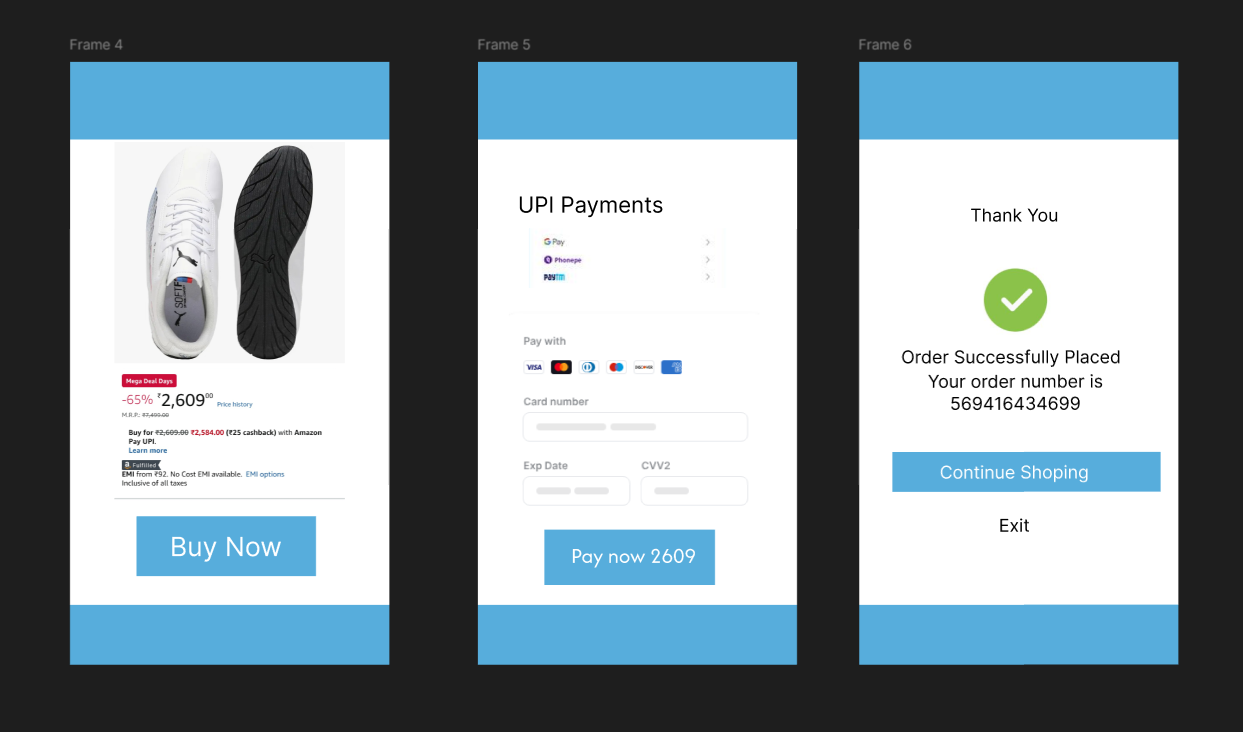 Frame 4
SOFTF
Mega Deal Days
-65% ₹2,60900 Price history
M.R.P.: ₹7,499.00
Buy for ₹2,609.00 ₹2,584.00 (₹25 cashback) with Amazon
Pay UPI.
Learn more
a Fulfilled
EMI from ₹92. No Cost EMI available. EMI options
Inclusive of all taxes
Buy Now
Frame 5
UPI Payments
G Pay
Phonepe
paytm
Pay with
VISA DISCOVER
Card number
Exp Date CVV2
Pay now 2609
Frame 6
Thank You
Order Successfully Placed
Your order number is
569416434699
Continue Shoping
Exit